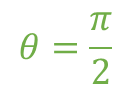 θ = π/2